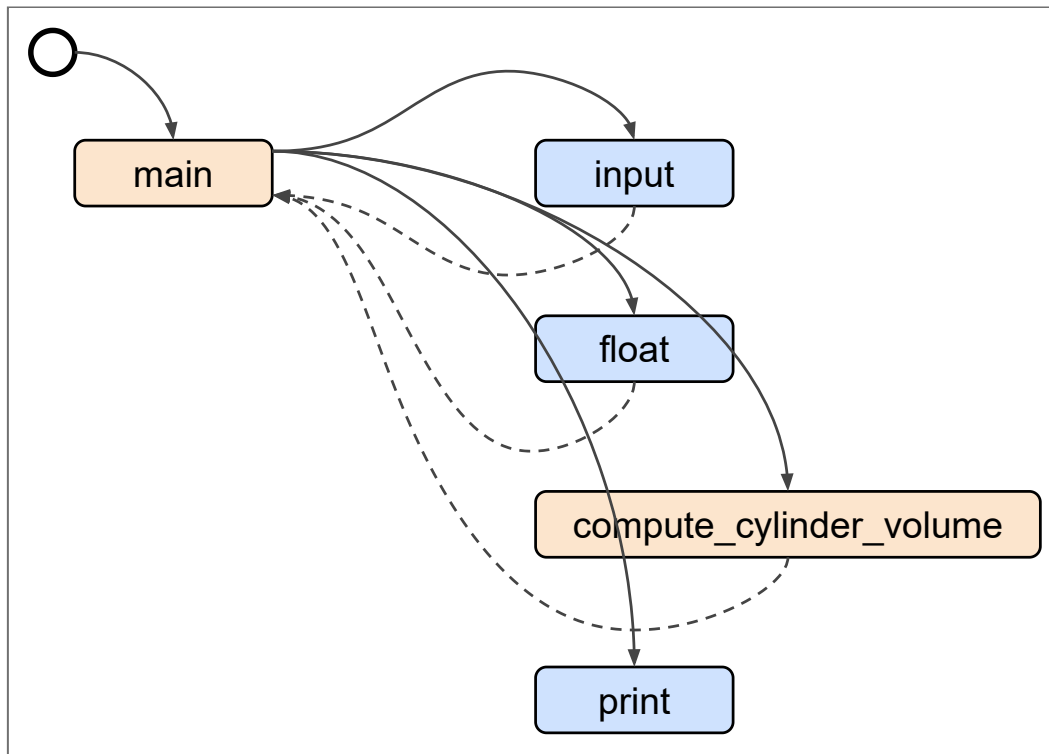 main
input
float
compute_cylinder_volume
print